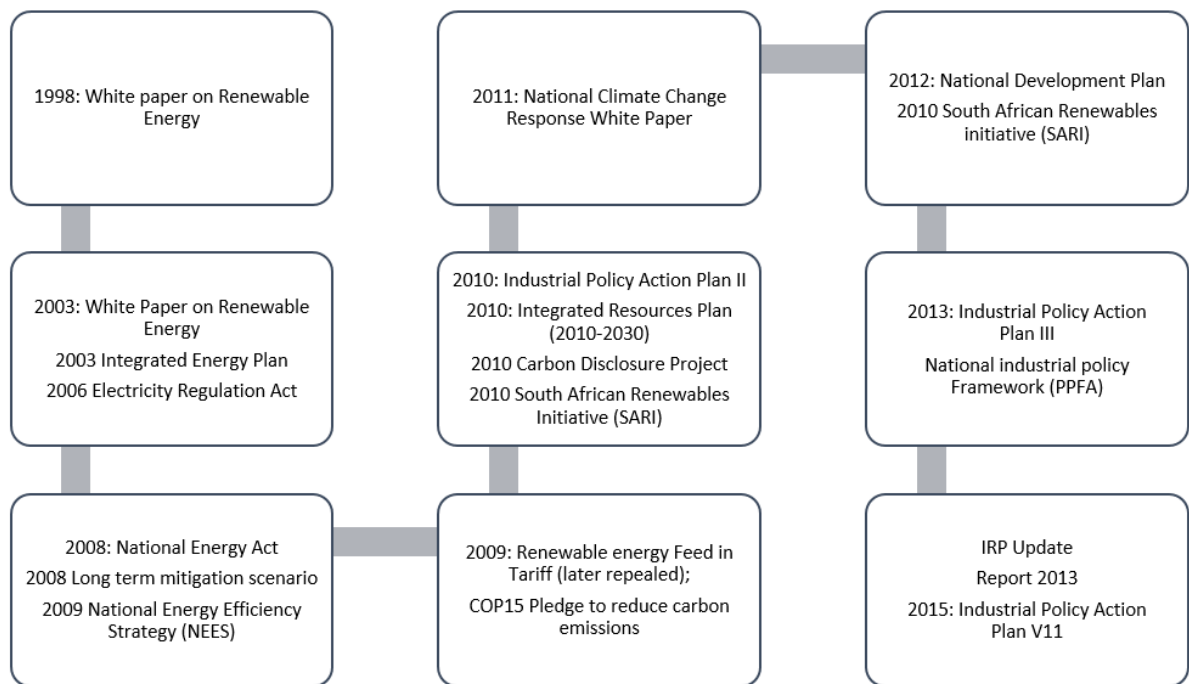 1998: White paper on Renewable
Energy
2003: White Paper on Renewable
Energy
2003 Integrated Energy Plan
2006 Electricity Regulation Act
2008: National Energy Act
2008 Long term mitigation scenario
2009 National Energy Efficiency
Strategy (NEES)
2009: Renewable energy Feed in
Tariff (later repealed);
COP15 Pledge to reduce carbon
emissions
2010: Industrial Policy Action Plan II
2010: Integrated Resources Plan
(2010-2030)
2010 Carbon Disclosure Project
2010 South African Renewables
Initiative (SARI)
2011: National Climate Change
Response White Paper
2012: National Development Plan
2010 South African Renewables
initiative (SARI)
2013: Industrial Policy Action
Plan III
National industrial policy
Framework (PPFA)
IRP Update
Report 2013
2015: Industrial Policy Action
Plan V11